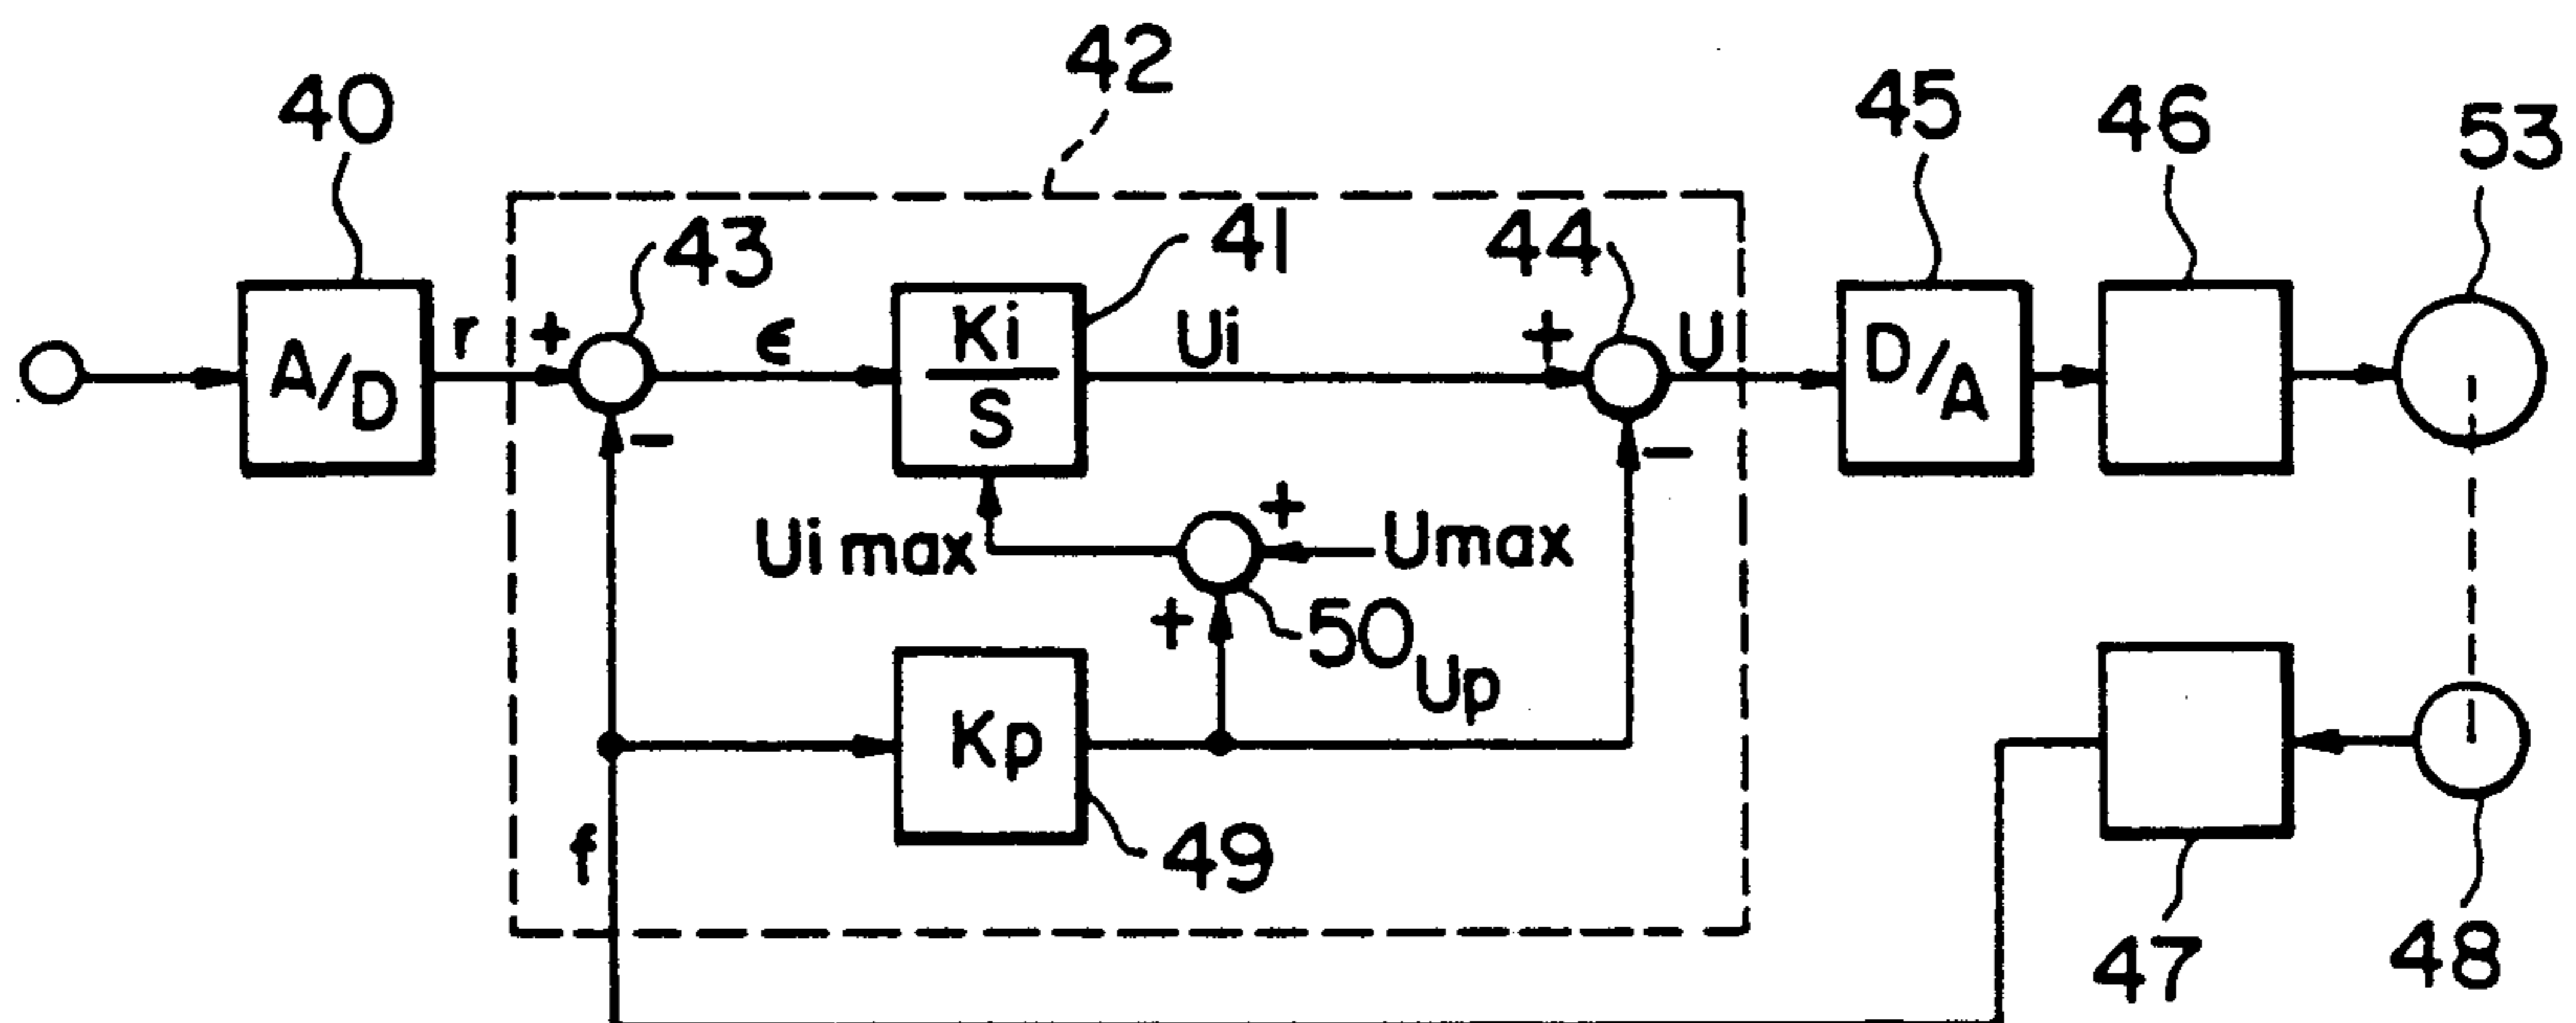 42
40
45
46
53
43
41
44
r
+
ϵ
Ki
S
Ui
+
U
A/D
D/A
-
-
Ui max
+
Umax
+
50
Up
Kp
f
49
47
48